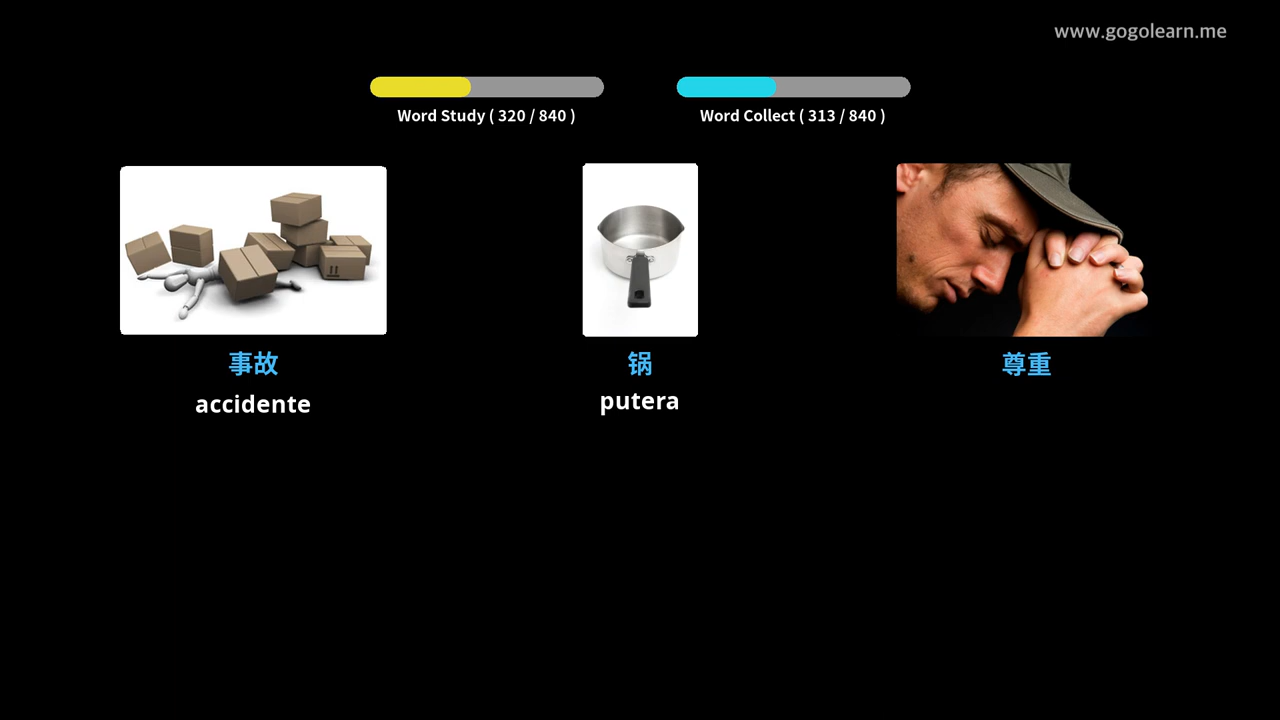 www.gogolearn.me
Word Study ( 320 / 840 )
Word Collect ( 313 / 840 )
事故
锅
尊重
accidente
putera